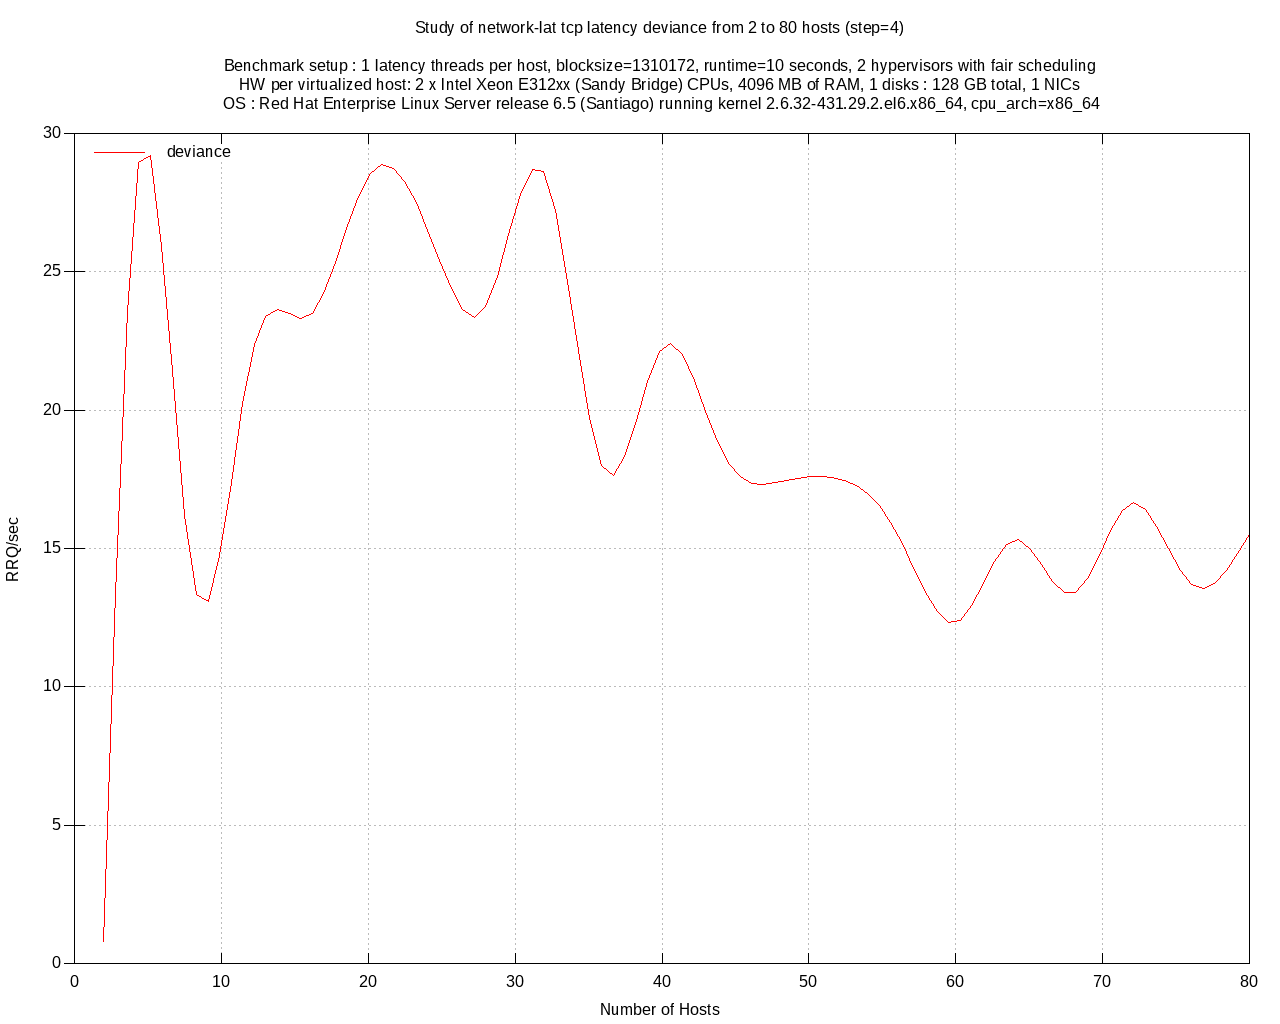 Study of network-lat tcp latency deviance from 2 to 80 hosts (step=4)
Benchmark setup : 1 latency threads per host, blocksize=1310172, runtime=10 seconds, 2 hypervisors with fair scheduling
HW per virtualized host: 2 x Intel Xeon E312xx (Sandy Bridge) CPUs, 4096 MB of RAM, 1 disks : 128 GB total, 1 NICs
OS : Red Hat Enterprise Linux Server release 6.5 (Santiago) running kernel 2.6.32-431.29.2.el6.x86_64, cpu_arch=x86_64
deviance
30
25
20
15
10
5
0
RRQ/sec
0 10 20 30 40 50 60 70 80
Number of Hosts